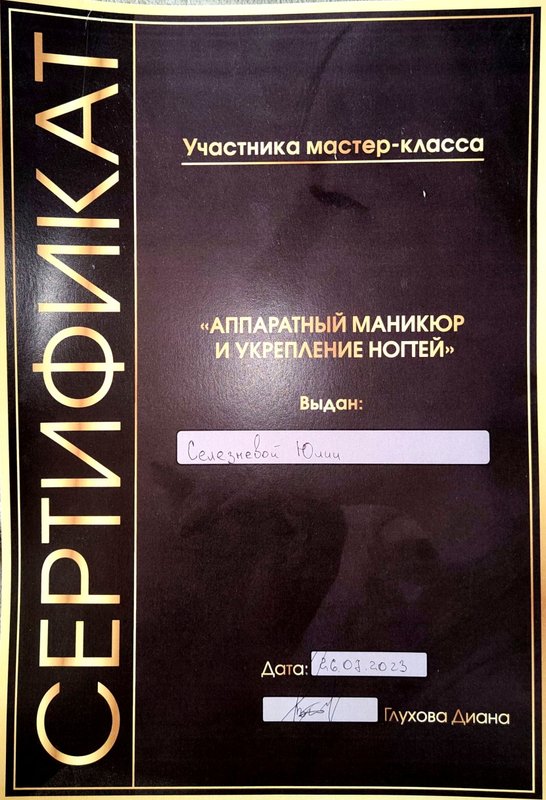 СЕРТИФИКАТ
Участника мастер-класса
«АППАРАТНЫЙ МАНИКЮР
И УКРЕПЛЕНИЕ НОГТЕЙ»
Выдан:
Селезневой Юлии
Дата: 26.07.2023
Глухова Диана